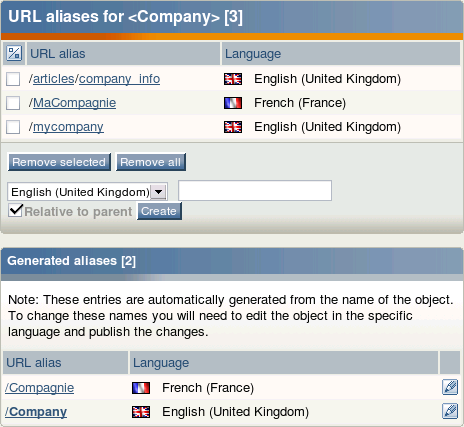 URL aliases for <Company> [3]
URL alias Language
/articles/company_info English (United Kingdom)
/MaCompagnie French (France)
/mycompany English (United Kingdom)
Remove selected Remove all
English (United Kingdom)
Relative to parent Create
Generated aliases [2]
Note: These entries are automatically generated from the name of the object.
To change these names you will need to edit the object in the specific
language and publish the changes.
URL alias Language
/Compagnie French (France)
/Company English (United Kingdom)